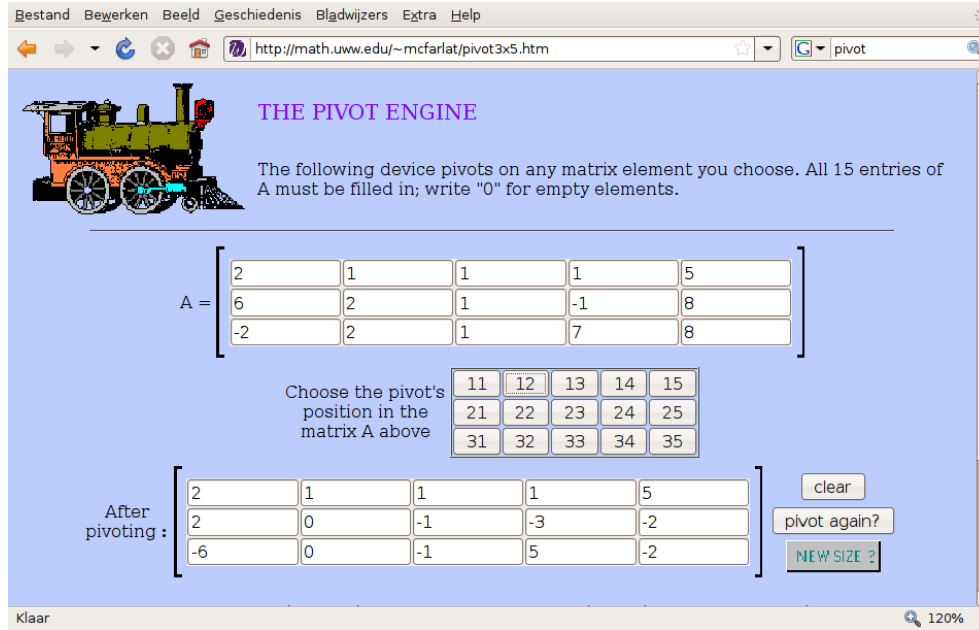 Bestand Bewerken Beeld Geschiedenis Bladwijzers Extra Help
http://math.uww.edu/~mcfarlat/pivot3x5.htm G pivot
THE PIVOT ENGINE
The following device pivots on any matrix element you choose. All 15 entries of
A must be filled in; write "0" for empty elements.
2 1 1 1 5
A = 6 2 1 -1 8
-2 2 1 7 8
Choose the pivot's
position in the
matrix A above
11 12 13 14 15
21 22 23 24 25
31 32 33 34 35
After
pivoting :
2 1 1 1 5
2 0 -1 -3 -2
-6 0 -1 5 -2
clear
pivot again?
NEW SIZE ?
Klaar 120%